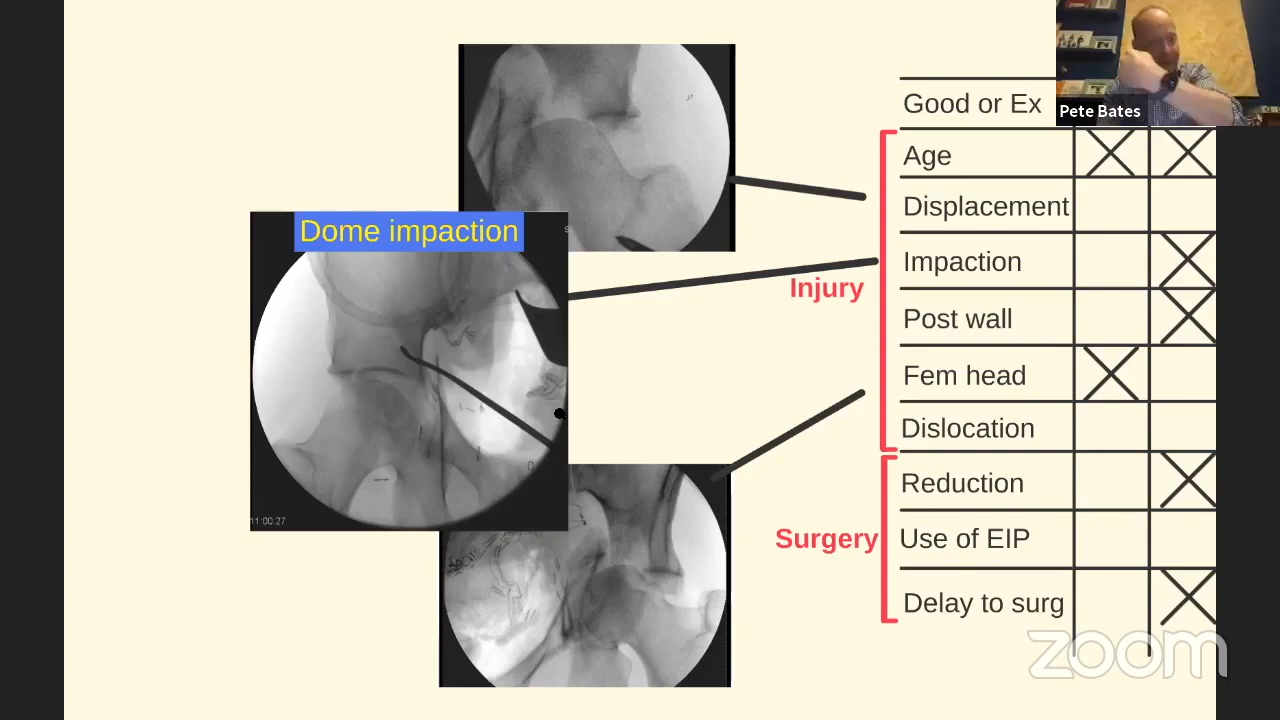 Pete Bates
Good or Ex
Age
Displacement
Dome impaction
Impaction
Injury
Post wall
Fem head
Dislocation
Reduction
Surgery
Use of EIP
11:00:27
Delay to surg
zoom